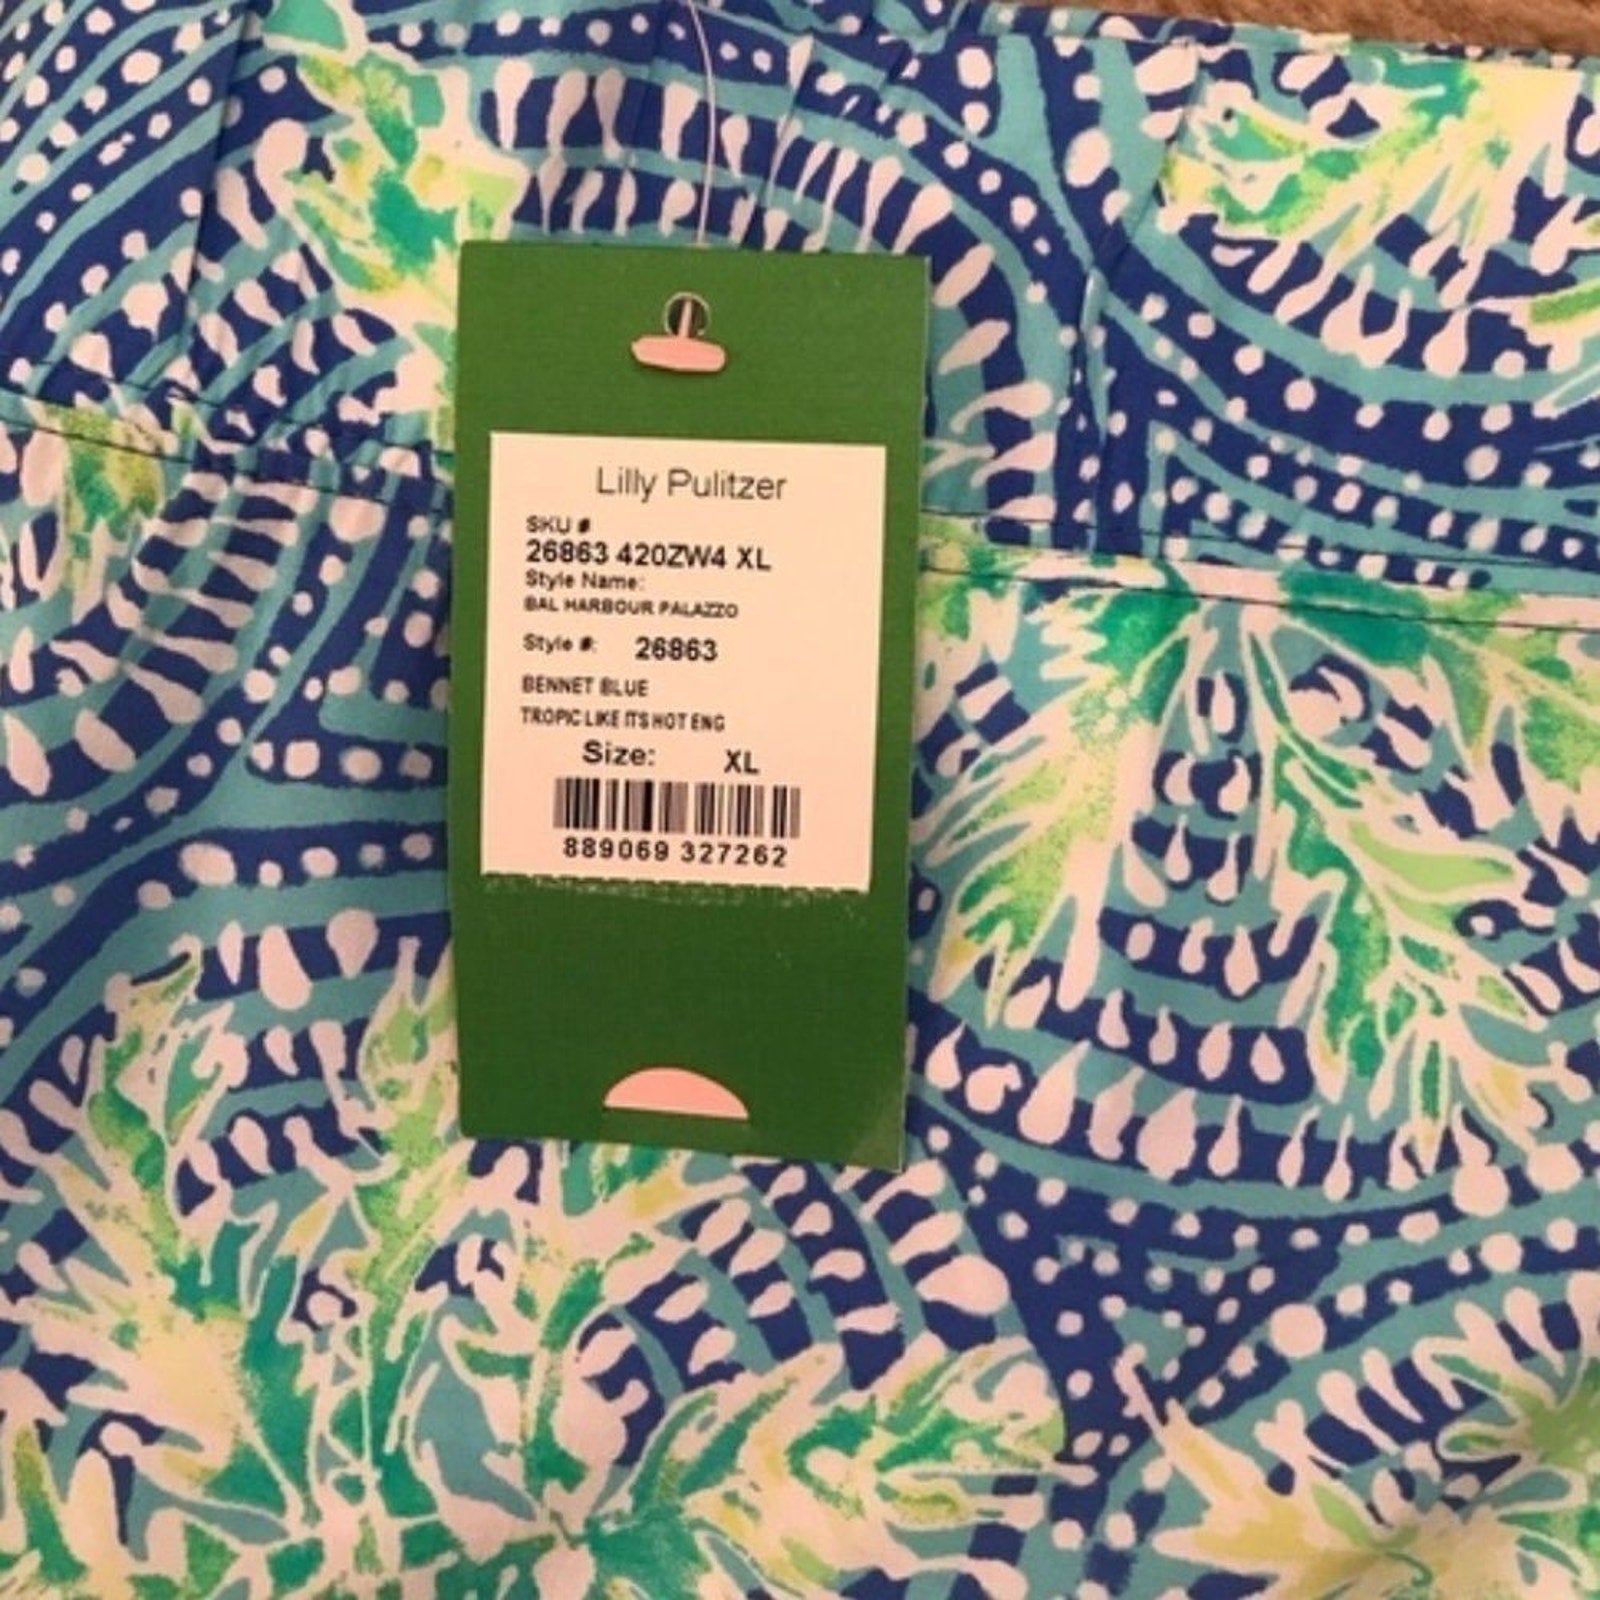 Lilly Pulitzer
SKU #
26863 420ZW4 XL
Style Name:
BAL HARBOUR PALAZZO
Style #: 26863
BENNET BLUE
TROPIC LIKE ITS HOT ENG
Size: XL
889069 327262